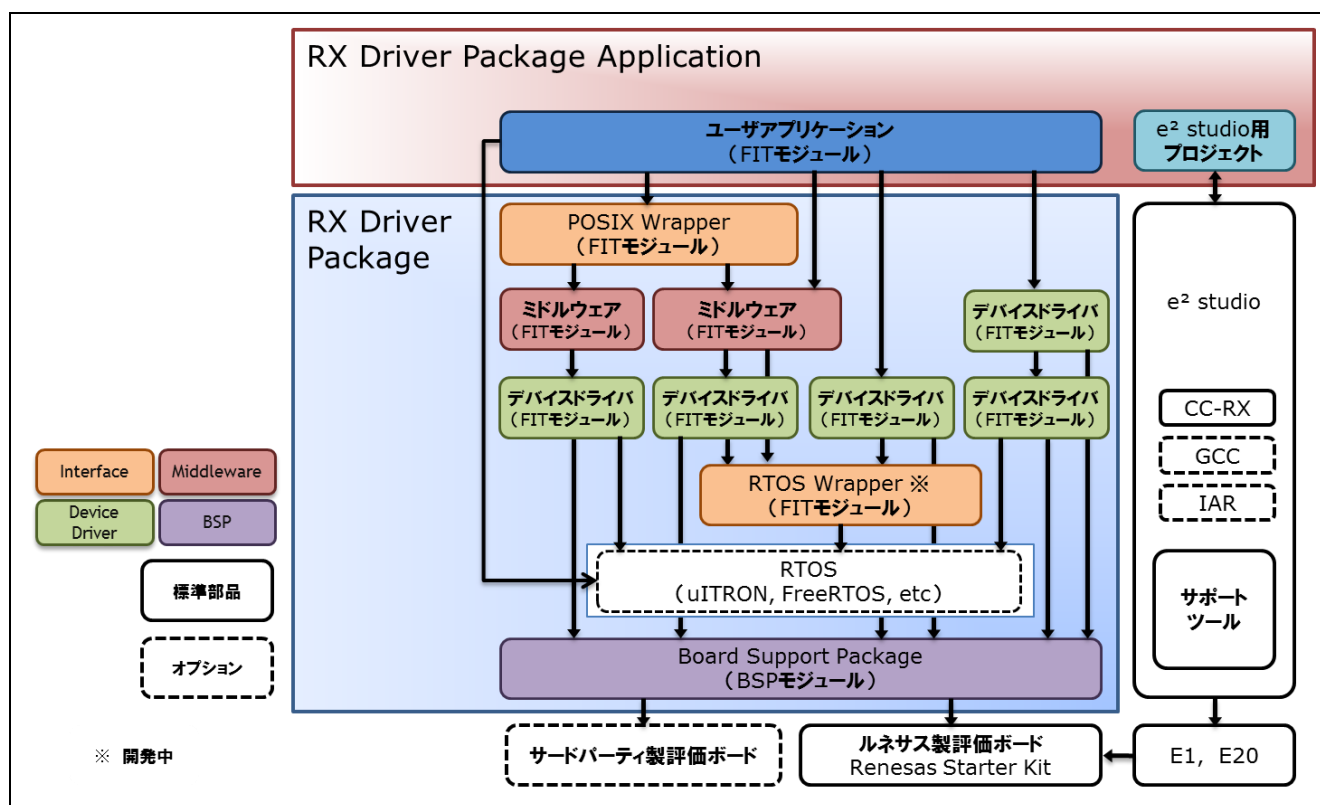 RX Driver Package Application
ユーザアプリケーション
(FITモジュール)
e² studio用
プロジェクト
RX Driver
Package
POSIX Wrapper
(FITモジュール)
ミドルウェア
(FITモジュール)
ミドルウェア
(FITモジュール)
デバイスドライバ
(FITモジュール)
e² studio
デバイスドライバ
(FITモジュール)
デバイスドライバ
(FITモジュール)
デバイスドライバ
(FITモジュール)
デバイスドライバ
(FITモジュール)
CC-RX
GCC
IAR
サポート
ツール
Interface
Middleware
Device
Driver
BSP
標準部品
オプション
RTOS Wrapper ※
(FITモジュール)
RTOS
(uITRON, FreeRTOS, etc)
Board Support Package
(BSPモジュール)
※ 開発中
サードパーティ製評価ボード
ルネサス製評価ボード
Renesas Starter Kit
E1, E20